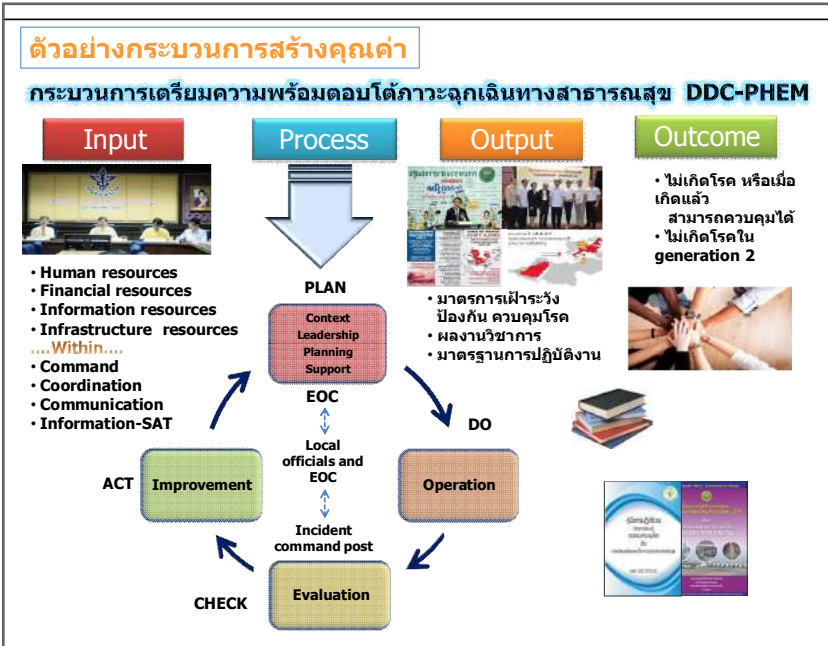 ตัวอย่างกระบวนการสร้างคุณค่า
กระบวนการเตรียมความพร้อมตอบโต้ภาวะฉุกเฉินทางสาธารณสุข DDC-PHEM
Input
Process
Output
Outcome
• Human resources
• Financial resources
• Information resources
• Infrastructure resources
....Within....
• Command
• Coordination
• Communication
• Information-SAT
PLAN
Context
Leadership
Planning
Support
EOC
Local
officials and
EOC
Incident
command post
DO
Operation
CHECK
Evaluation
ACT
Improvement
• มาตรการเฝ้าระวัง
ป้องกัน ควบคุมโรค
• ผลงานวิชาการ
• มาตรฐานการปฏิบัติงาน
• ไม่เกิดโรค หรือเมื่อ
เกิดแล้ว
สามารถควบคุมได้
• ไม่เกิดโรคใน
generation 2
คู่มือปฏิบัติงาน